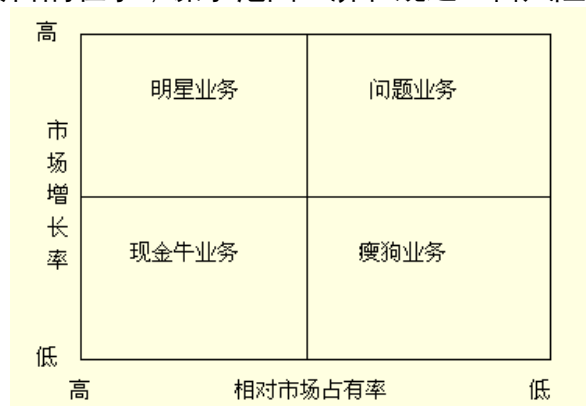 高
明星业务 问题业务
市场增长率
现金牛业务 瘦狗业务
低
高 相对市场占有率 低